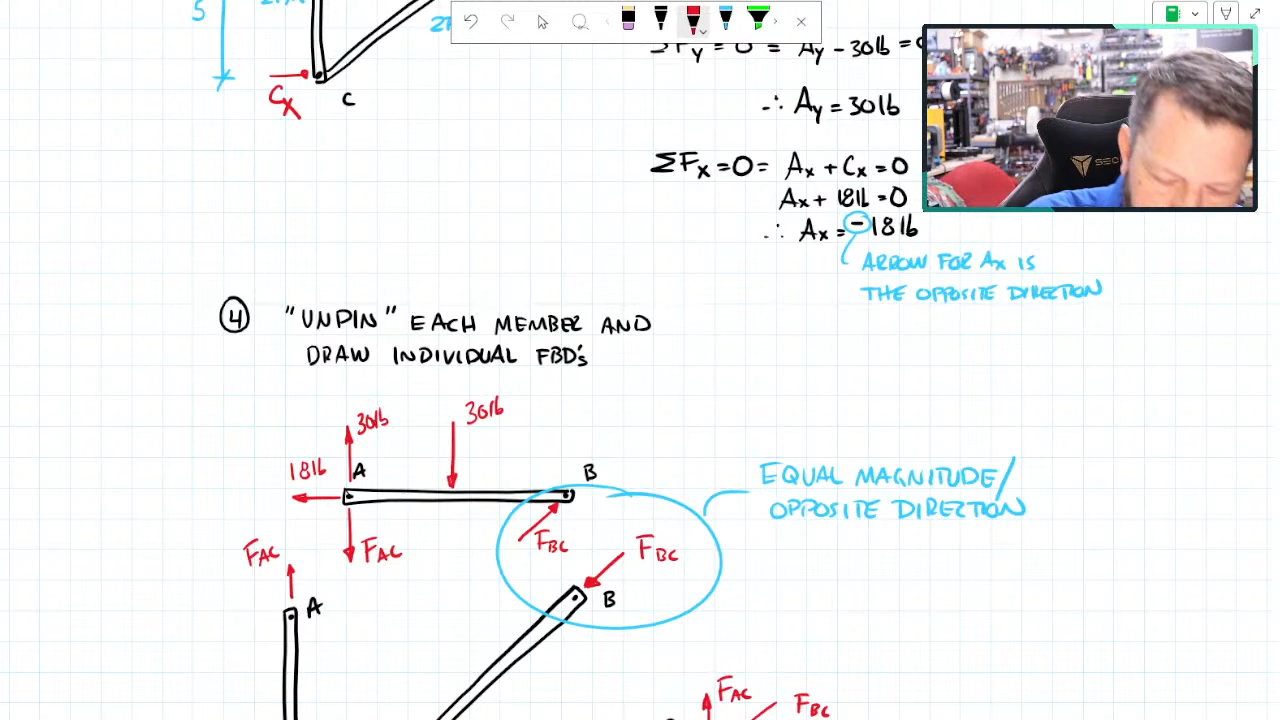 5
Cx
C
ΣFy = 0 = Ay - 30lb = 0
∴ Ay = 30lb
ΣFx = 0 = Ax + Cx = 0
Ax + 18lb = 0
∴ Ax = -18lb
ARROW FOR Ax IS
THE OPPOSITE DIRECTION
④ "UNPIN" EACH MEMBER AND
DRAW INDIVIDUAL FBD's
30lb
30lb
18lb
A
B
EQUAL MAGNITUDE/
OPPOSITE DIRECTION
FAC
FAC
FBC
FBC
A
B
FAC
FBC